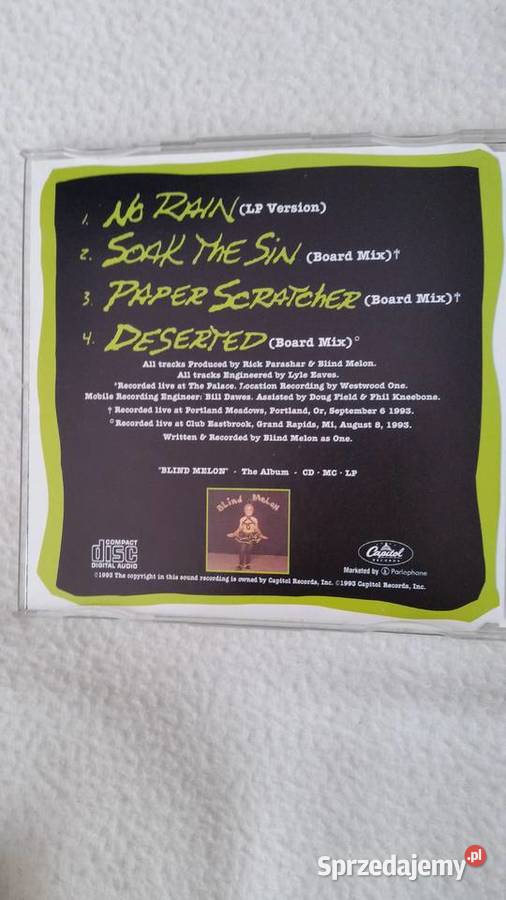 1. No Rain (LP Version)
2. Soak The Sin (Board Mix)†
3. Paper Scratcher (Board Mix)†
4. Deserted (Board Mix)°
All tracks Produced by Rick Parashar & Blind Melon.
All tracks Engineered by Lyle Eaves.
*Recorded live at The Palace. Location Recording by Westwood One.
Mobile Recording Engineer: Bill Dawes. Assisted by Doug Field & Phil Kneebone.
† Recorded live at Portland Meadows, Portland, Or, September 6 1993.
°Recorded live at Club Eastbrook, Grand Rapids, Mi, August 8, 1993.
Written & Recorded by Blind Melon as One.
"BLIND MELON" - The Album - CD · MC · LP
Blind Melon
COMPACT
disc
DIGITAL AUDIO
Capitol
RECORDS
Marketed by Parlophone
©1993 The copyright in this sound recording is owned by Capitol Records, Inc. ©1993 Capitol Records, Inc.
Sprzedajemy.pl